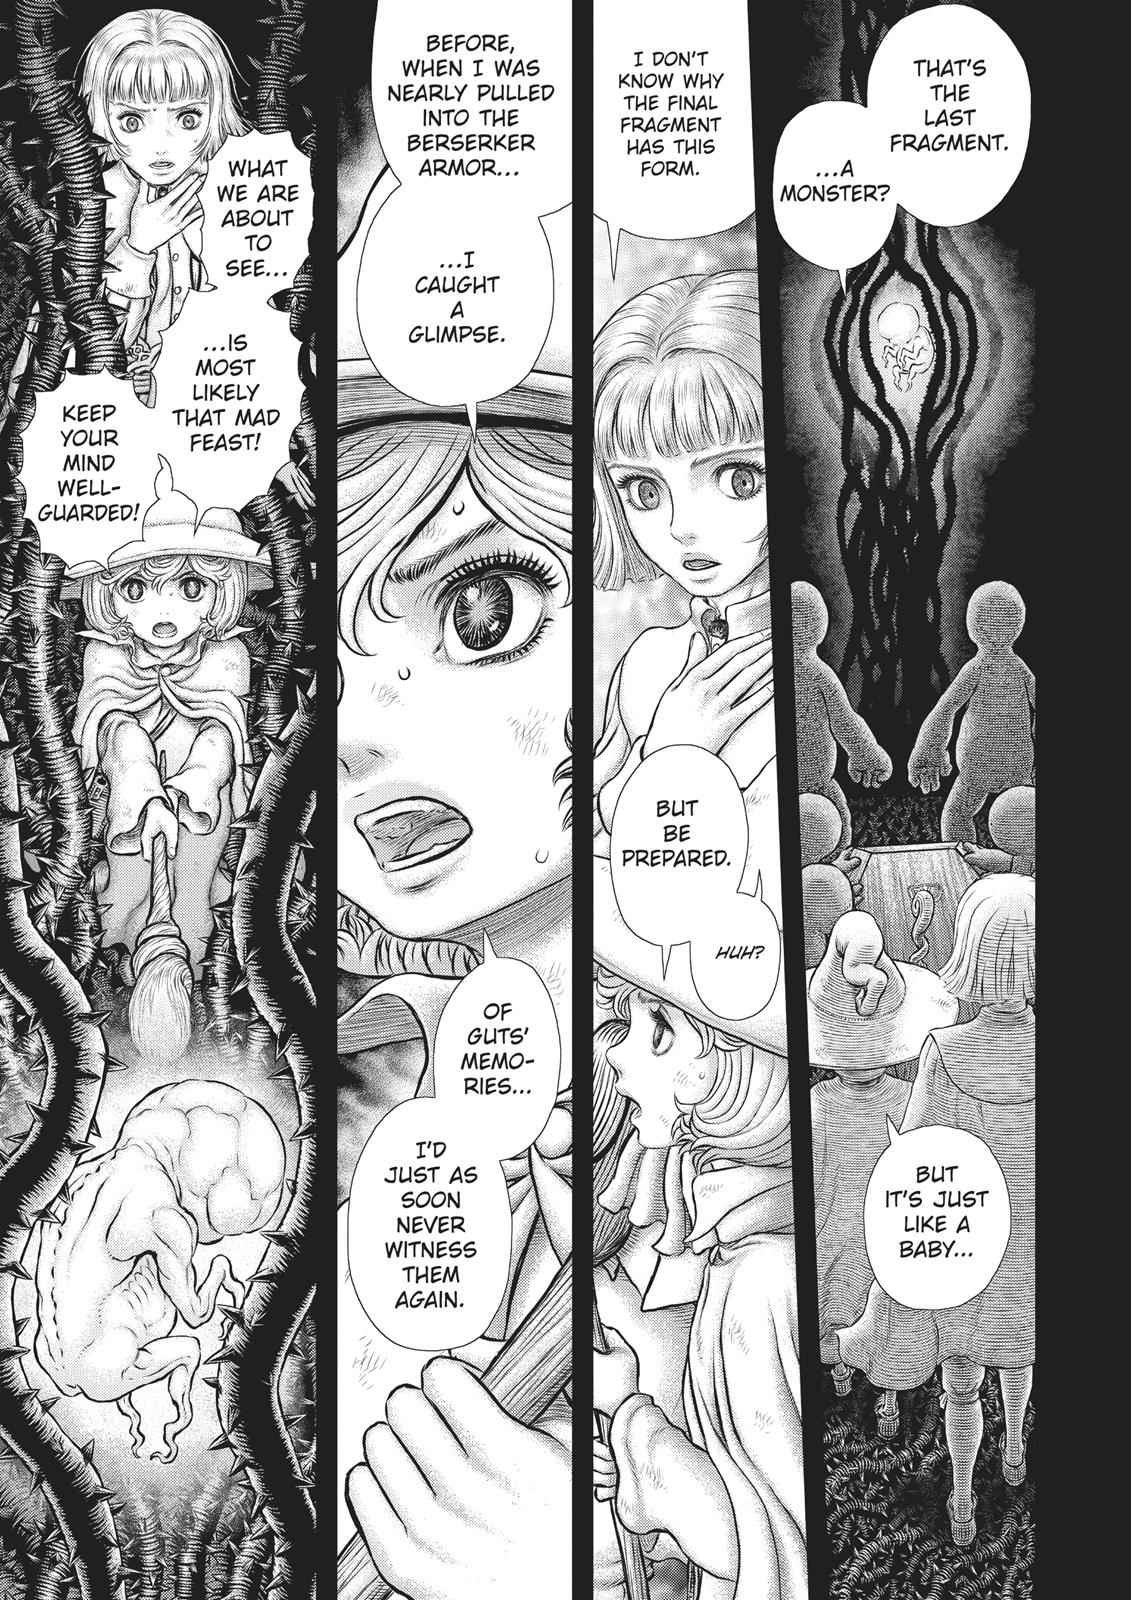 THAT'S
THE
LAST
FRAGMENT.
...A
MONSTER?
BUT
IT'S JUST
LIKE A
BABY...
I DON'T
KNOW WHY
THE FINAL
FRAGMENT
HAS THIS
FORM.
BUT
BE
PREPARED.
HUH?
BEFORE,
WHEN I WAS
NEARLY PULLED
INTO THE
BERSERKER
ARMOR...
...I
CAUGHT
A
GLIMPSE.
OF
GUTS'
MEMO-
RIES...
I'D
JUST AS
SOON
NEVER
WITNESS
THEM
AGAIN.
WHAT
WE ARE
ABOUT
TO
SEE...
...IS
MOST
LIKELY
THAT MAD
FEAST!
KEEP
YOUR
MIND
WELL-
GUARDED!